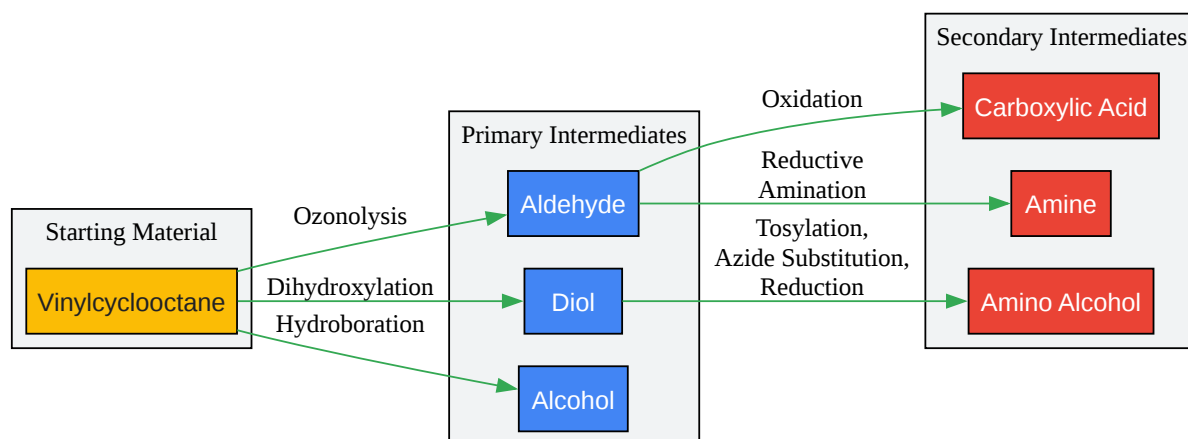 Starting Material
Vinylcyclooctane
Ozonolysis
Dihydroxylation
Hydroboration
Primary Intermediates
Aldehyde
Diol
Alcohol
Oxidation
Reductive
Amination
Tosylation,
Azide Substitution,
Reduction
Secondary Intermediates
Carboxylic Acid
Amine
Amino Alcohol